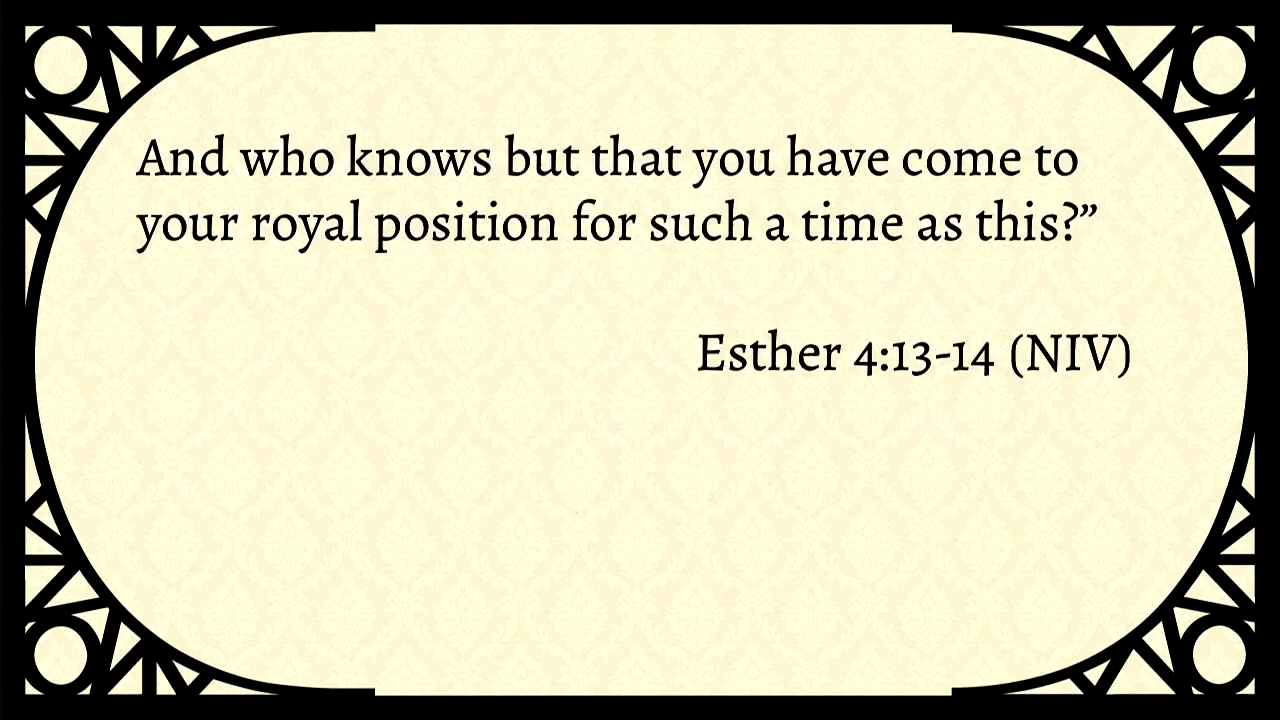 And who knows but that you have come to
your royal position for such a time as this?”
Esther 4:13-14 (NIV)